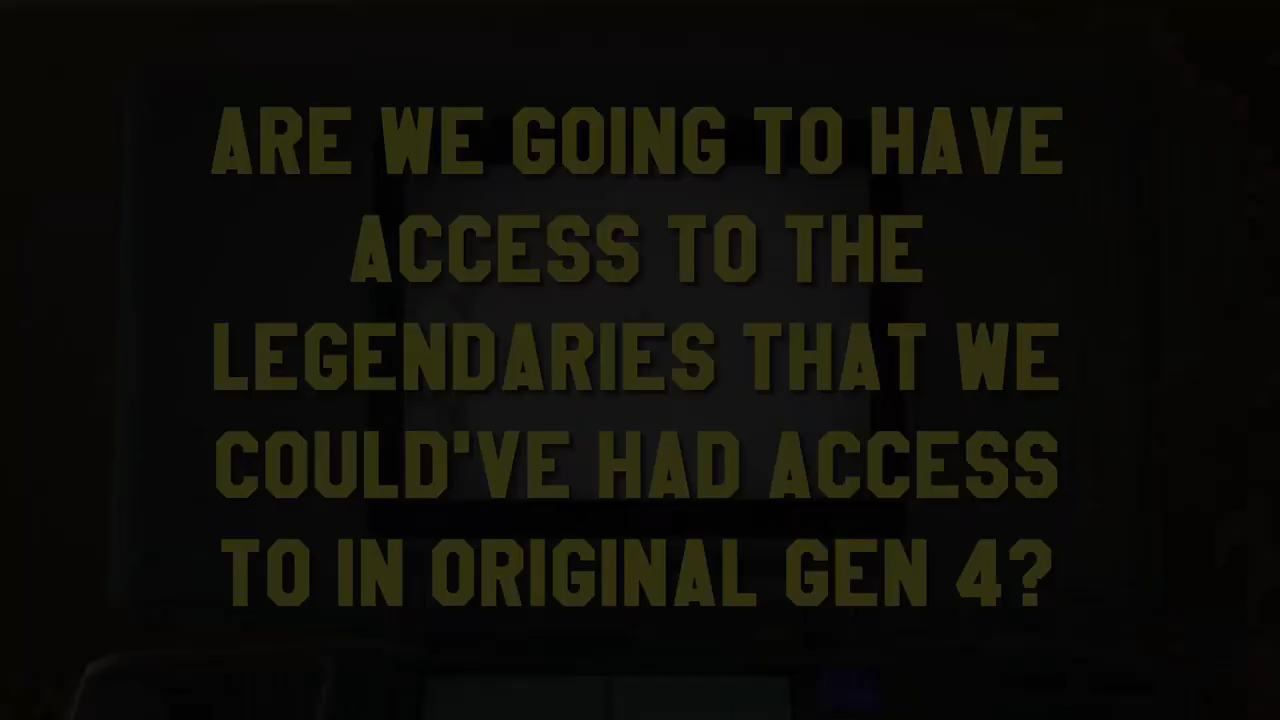 ARE WE GOING TO HAVE
ACCESS TO THE
LEGENDARIES THAT WE
COULD'VE HAD ACCESS
TO IN ORIGINAL GEN 4?